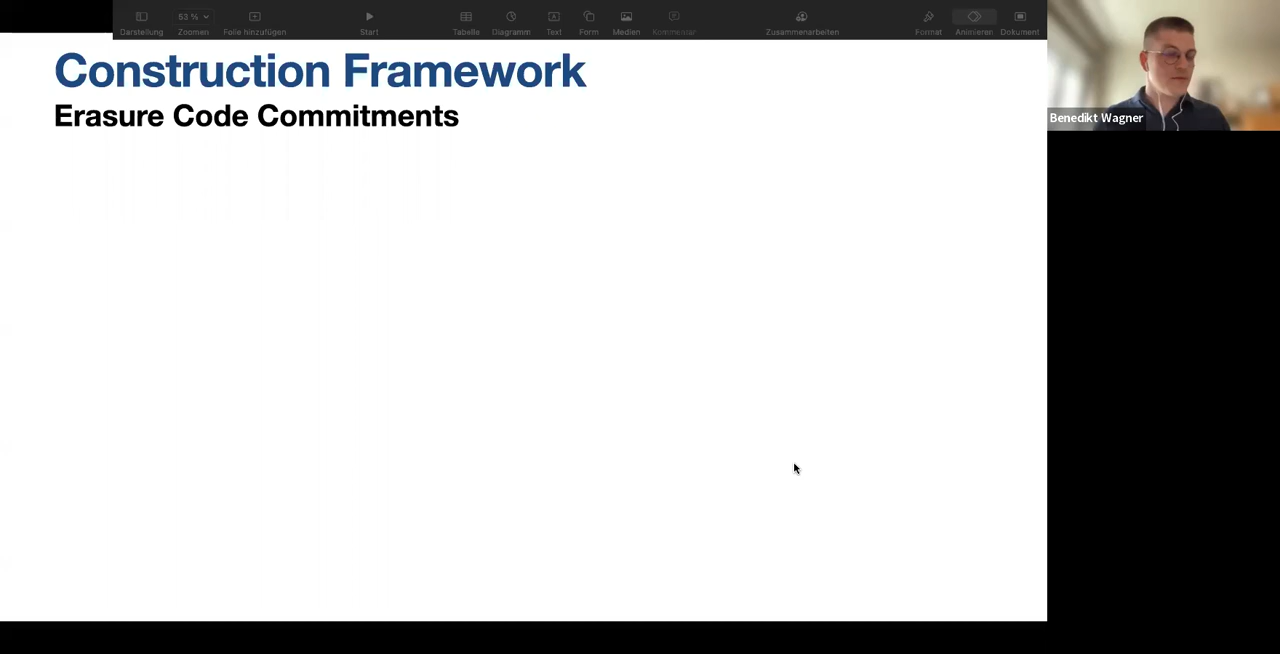 63 %
Darstellung Zoomen Folie hinzufügen Start Tabelle Diagramm Text Form Medien Kommentar Zusammenarbeiten Format Animieren Dokument
Construction Framework
Erasure Code Commitments
Benedikt Wagner